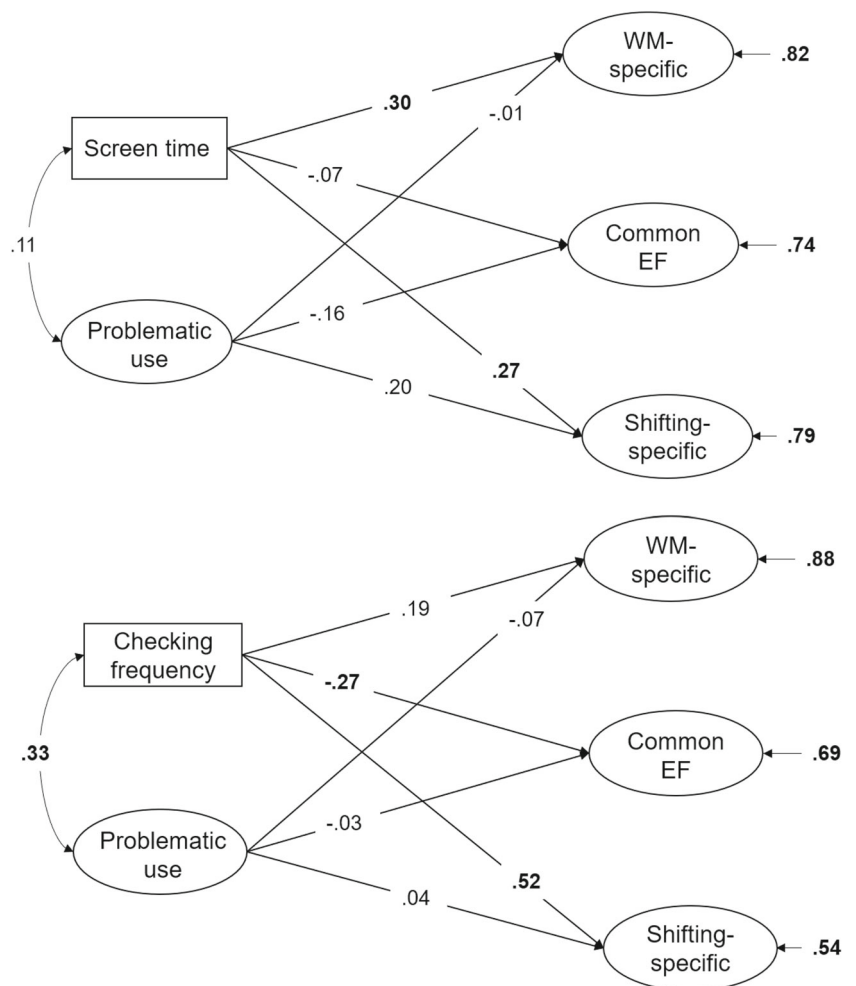 WM-
specific
.82
.30
-.01
Screen time
-.07
.11
Common
EF
.74
Problematic
use
-.16
.27
.20
Shifting-
specific
.79
WM-
specific
.88
.19
-.07
Checking
frequency
-.27
.33
Common
EF
.69
Problematic
use
-.03
.52
.04
Shifting-
specific
.54